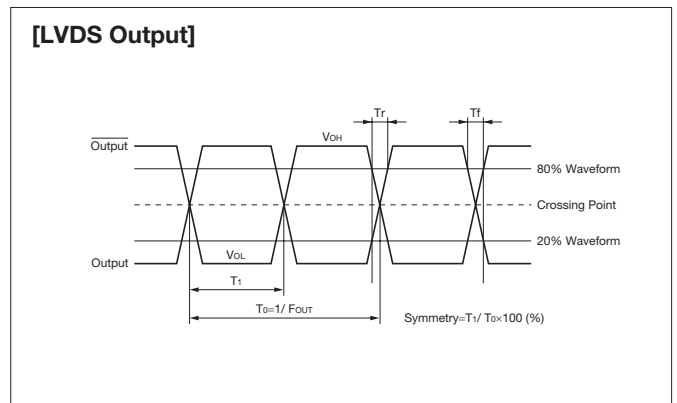 [LVDS Output]
Tr
Tf
Output
VOH
80% Waveform
Crossing Point
20% Waveform
Output
VOL
T1
T0=1/ FOUT
Symmetry=T1/ T0×100 (%)